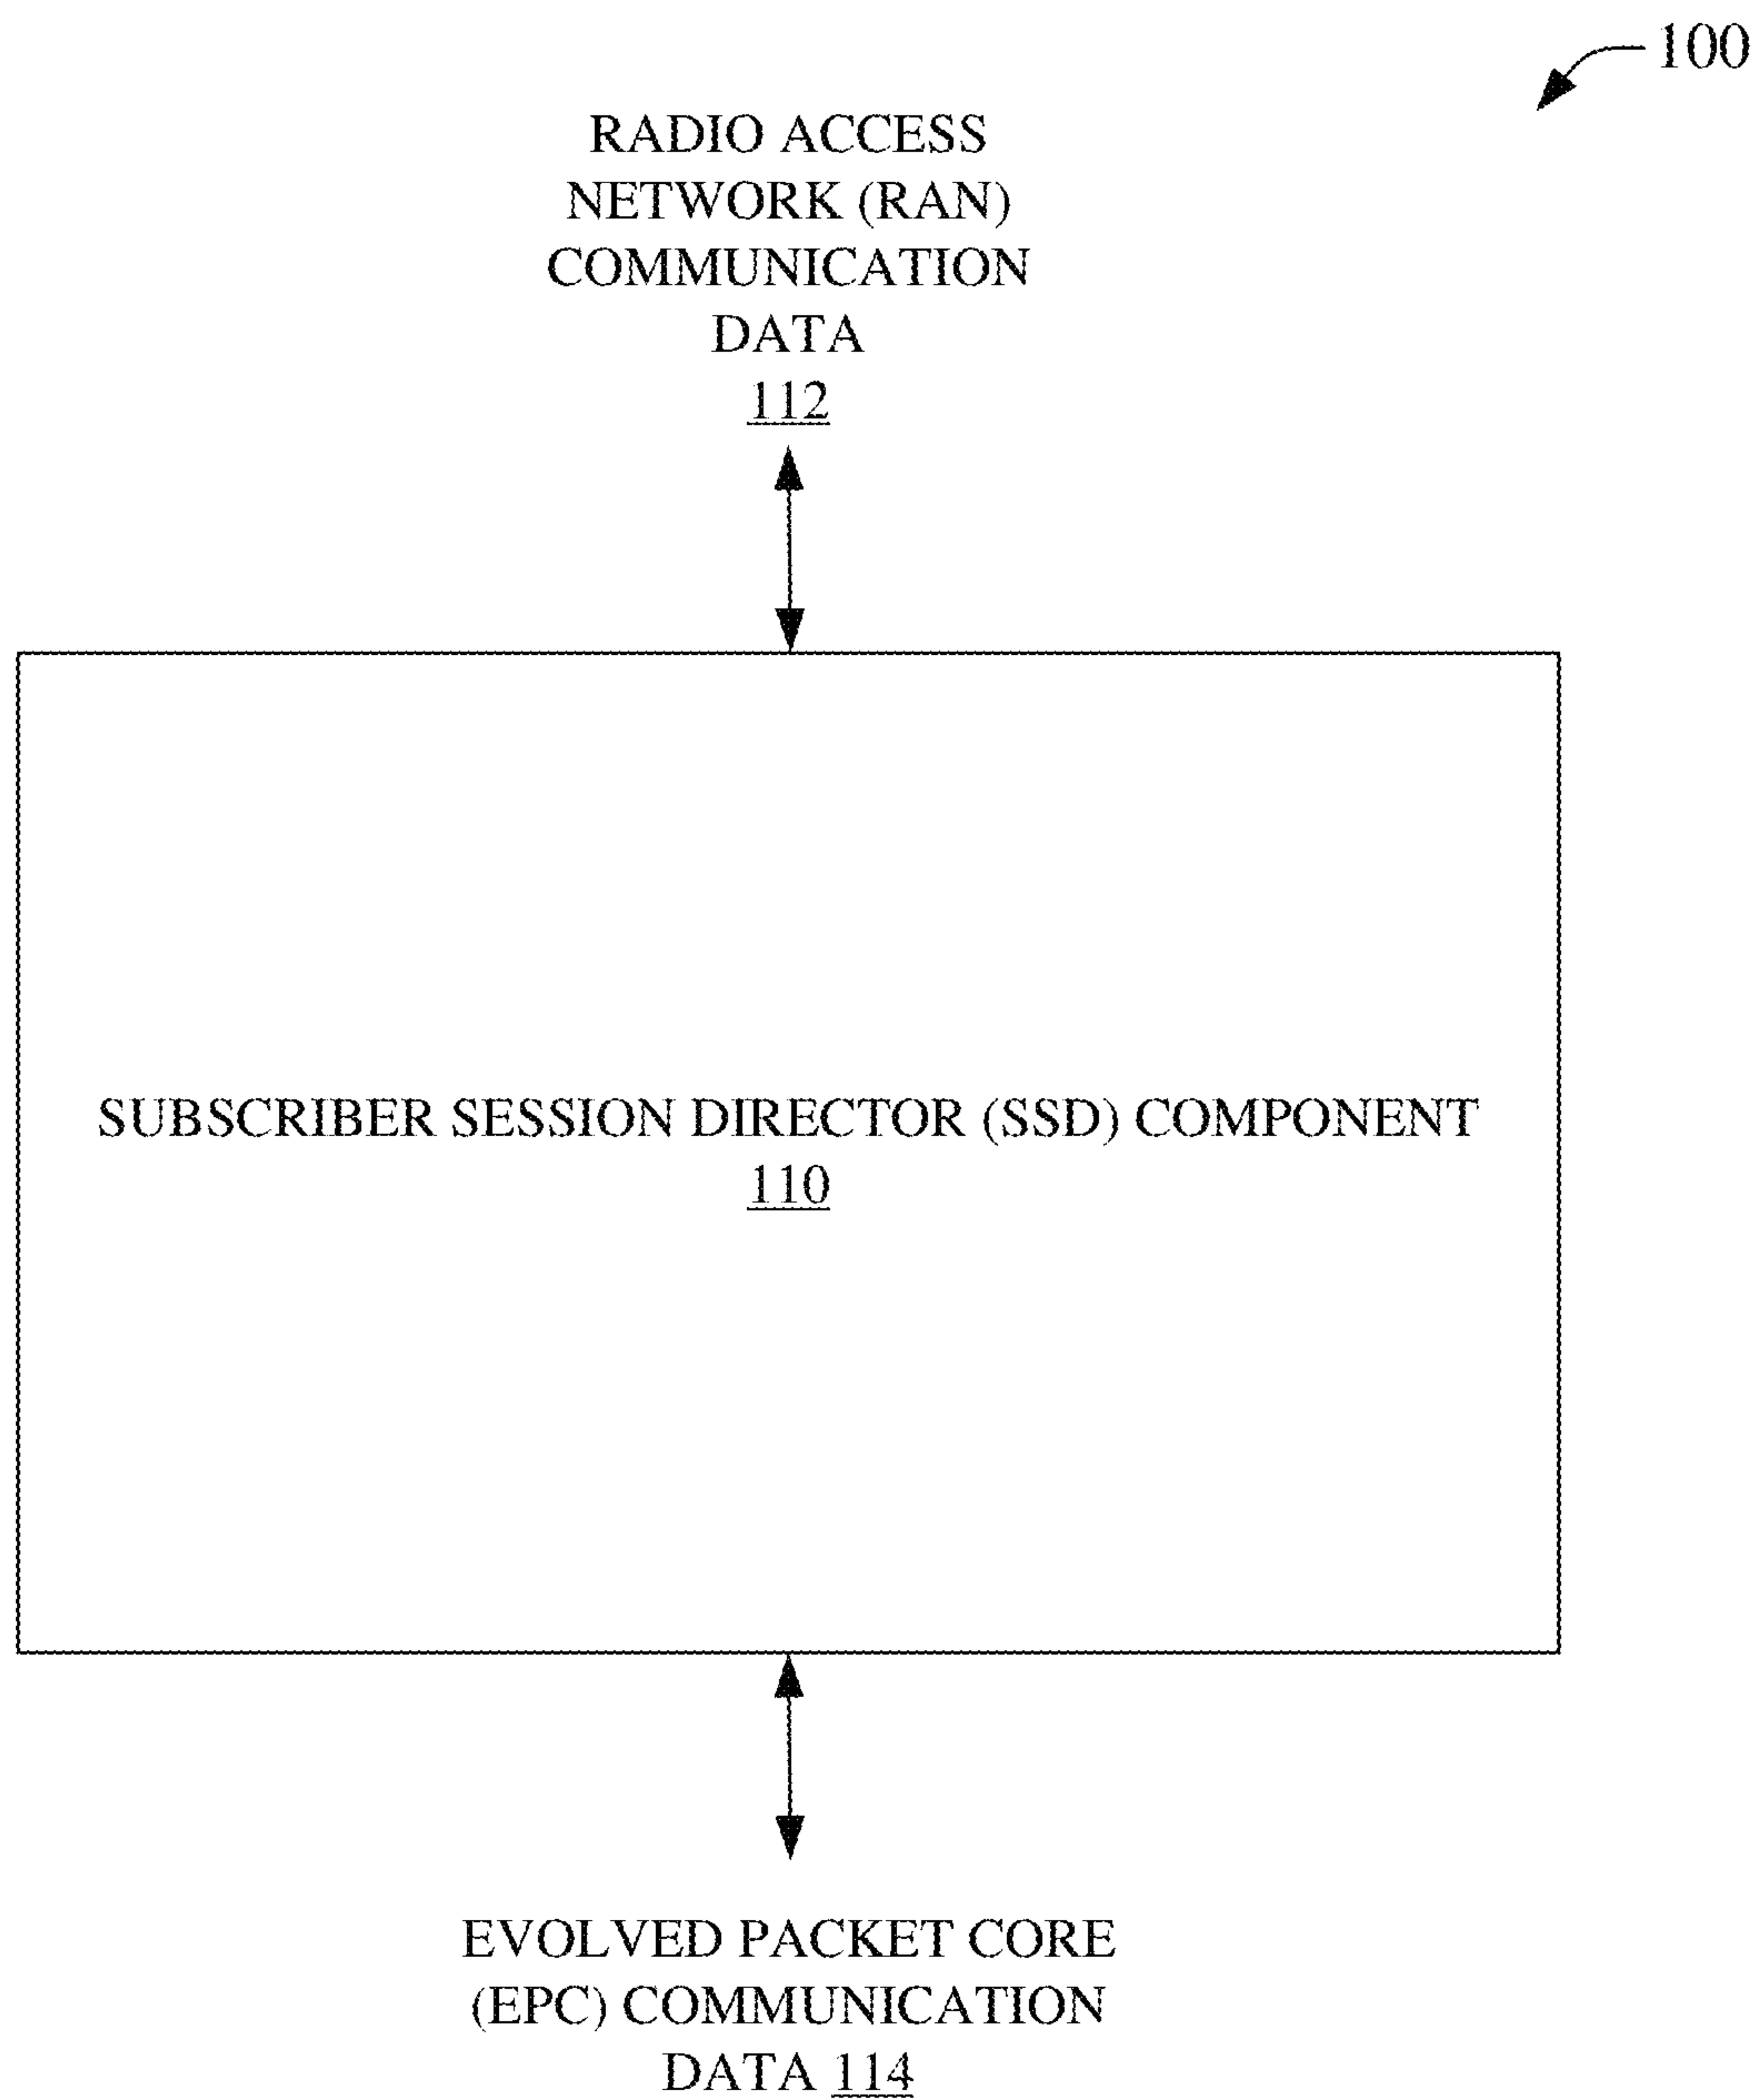 100
RADIO ACCESS
NETWORK (RAN)
COMMUNICATION
DATA
112
SUBSCRIBER SESSION DIRECTOR (SSD) COMPONENT
110
EVOLVED PACKET CORE
(EPC) COMMUNICATION
DATA 114